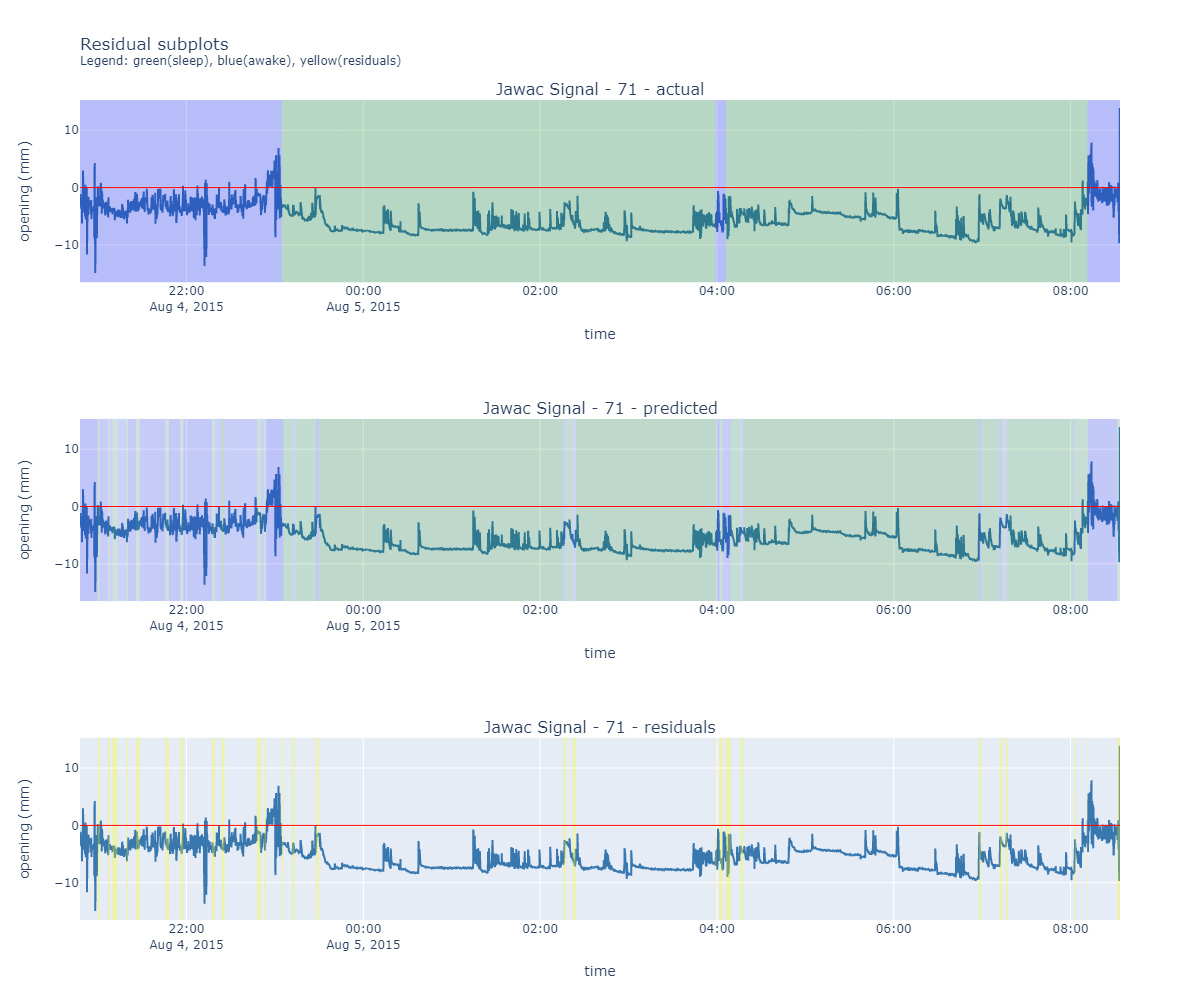 Residual subplots
Legend: green(sleep), blue(awake), yellow(residuals)
Jawac Signal - 71 - actual
opening (mm)
10
0
−10
22:00 00:00 02:00 04:00 06:00 08:00
Aug 4, 2015 Aug 5, 2015
time
Jawac Signal - 71 - predicted
opening (mm)
10
0
−10
22:00 00:00 02:00 04:00 06:00 08:00
Aug 4, 2015 Aug 5, 2015
time
Jawac Signal - 71 - residuals
opening (mm)
10
0
−10
22:00 00:00 02:00 04:00 06:00 08:00
Aug 4, 2015 Aug 5, 2015
time